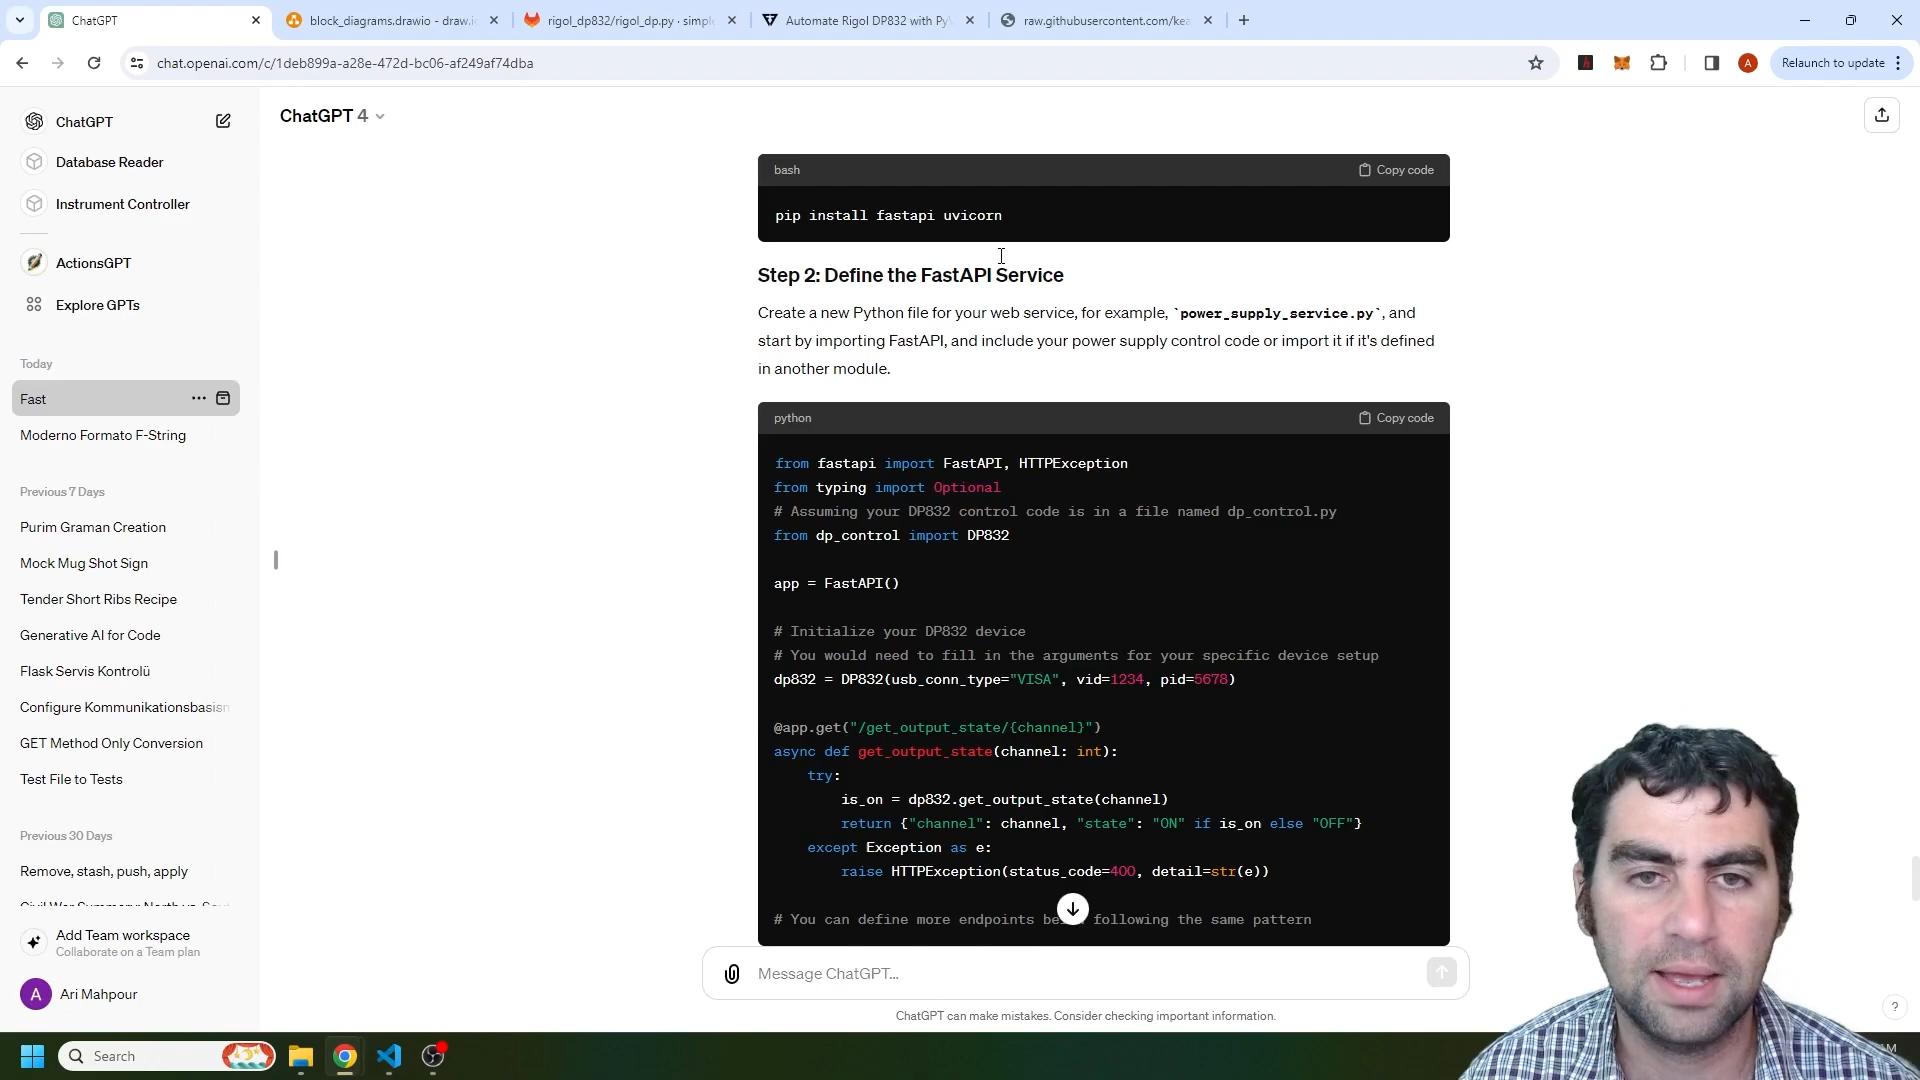 ChatGPT
block_diagrams.drawio - draw.i
rigol_dp832/rigol_dp.py · simple
Automate Rigol DP832 with PyV
raw.githubusercontent.com/kea
chat.openai.com/c/1deb899a-a28e-472d-bc06-af249af74dba
A
Relaunch to update
ChatGPT
Database Reader
Instrument Controller
ActionsGPT
Explore GPTs
Today
Fast
Moderno Formato F-String
Previous 7 Days
Purim Graman Creation
Mock Mug Shot Sign
Tender Short Ribs Recipe
Generative AI for Code
Flask Servis Kontrolü
Configure Kommunikationsbasism
GET Method Only Conversion
Test File to Tests
Previous 30 Days
Remove, stash, push, apply
Civil War Summary: North vs. Sou
Add Team workspace
Collaborate on a Team plan
A
Ari Mahpour
ChatGPT 4
bash
Copy code
pip install fastapi uvicorn
Step 2: Define the FastAPI Service
Create a new Python file for your web service, for example, `power_supply_service.py`, and
start by importing FastAPI, and include your power supply control code or import it if it's defined
in another module.
python
Copy code
from fastapi import FastAPI, HTTPException
from typing import Optional
# Assuming your DP832 control code is in a file named dp_control.py
from dp_control import DP832
app = FastAPI()
# Initialize your DP832 device
# You would need to fill in the arguments for your specific device setup
dp832 = DP832(usb_conn_type="VISA", vid=1234, pid=5678)
@app.get("/get_output_state/{channel}")
async def get_output_state(channel: int):
try:
is_on = dp832.get_output_state(channel)
return {"channel": channel, "state": "ON" if is_on else "OFF"}
except Exception as e:
raise HTTPException(status_code=400, detail=str(e))
# You can define more endpoints be following the same pattern
Message ChatGPT...
ChatGPT can make mistakes. Consider checking important information.
?
Search